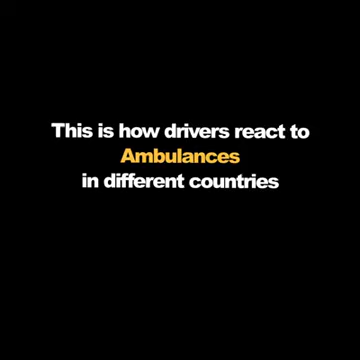 This is how drivers react to
Ambulances
in different countries